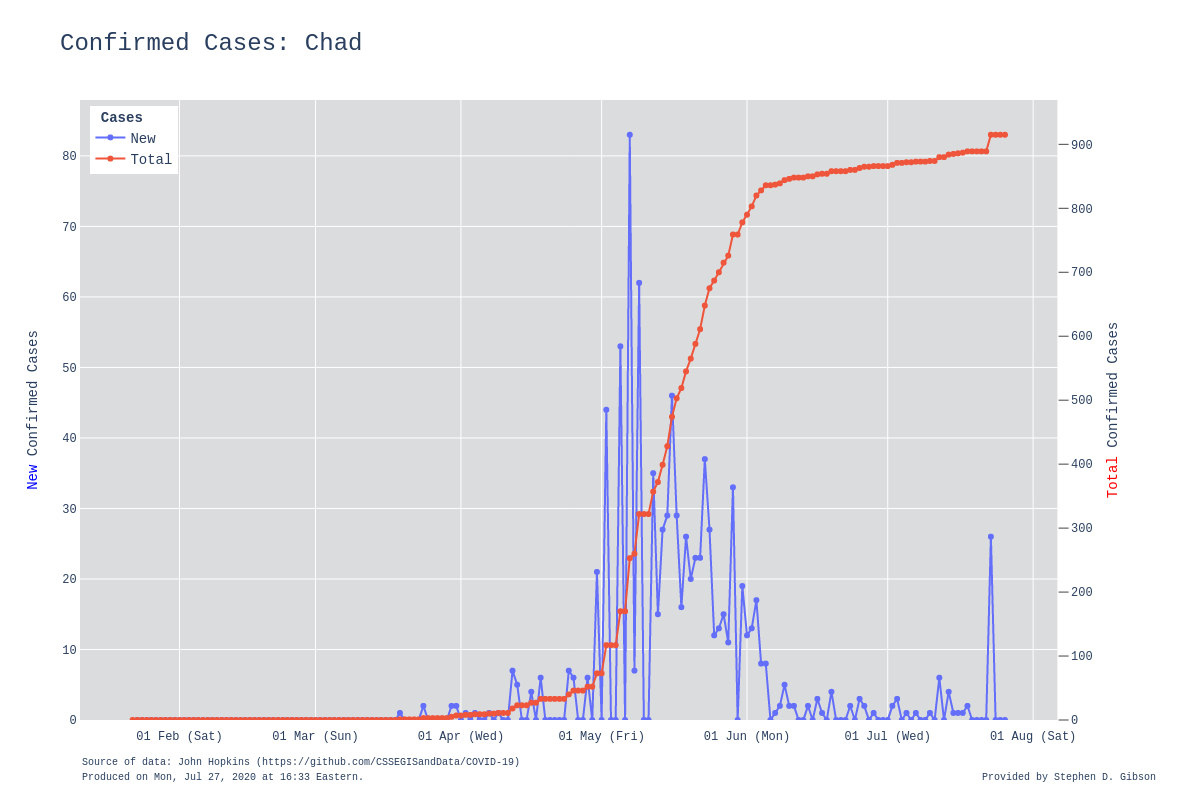 Confirmed Cases: Chad
Cases
New
Total
80
70
60
50
40
30
20
10
0
900
800
700
600
500
400
300
200
100
0
New Confirmed Cases
Total Confirmed Cases
01 Feb (Sat) 01 Mar (Sun) 01 Apr (Wed) 01 May (Fri) 01 Jun (Mon) 01 Jul (Wed) 01 Aug (Sat)
Source of data: John Hopkins (https://github.com/CSSEGISandData/COVID-19)
Produced on Mon, Jul 27, 2020 at 16:33 Eastern.
Provided by Stephen D. Gibson